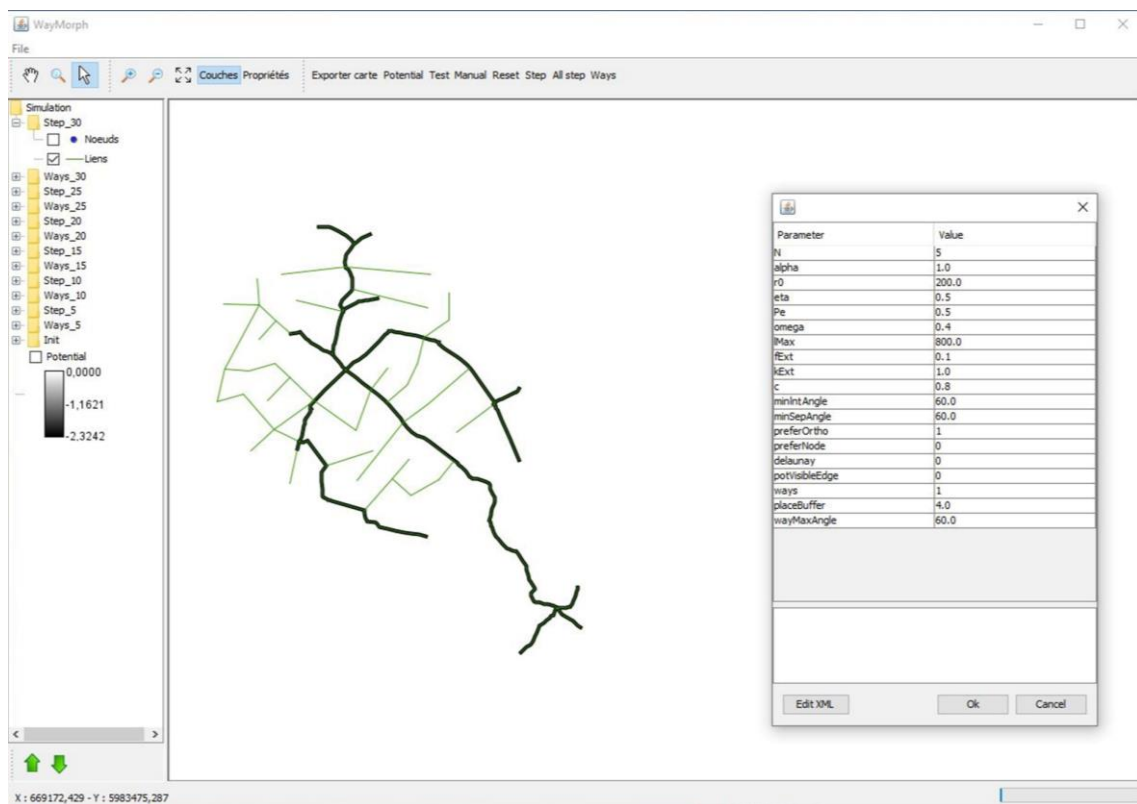 WayMorph
File
Couches Propriétés Exporter carte Potential Test Manual Reset Step All step Ways
Simulation
Step_30
Noeuds
Liens
Ways_30
Step_25
Ways_25
Step_20
Ways_20
Step_15
Ways_15
Step_10
Ways_10
Step_5
Ways_5
Init
Potential
0,0000
-1,1621
-2,3242
Parameter Value
N 5
alpha 1.0
r0 200.0
eta 0.5
Pe 0.5
omega 0.4
lMax 800.0
fExt 0.1
kExt 1.0
c 0.8
minIntAngle 60.0
minSepAngle 60.0
preferOrtho 1
preferNode 0
delaunay 0
potVisibleEdge 0
ways 1
placeBuffer 4.0
wayMaxAngle 60.0
Edit XML Ok Cancel
X : 669172,429 - Y : 5983475,287